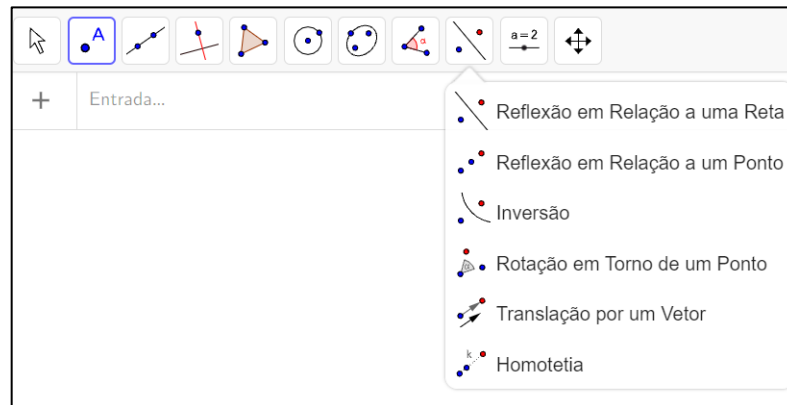 A
α
a = 2
Entrada...
Reflexão em Relação a uma Reta
Reflexão em Relação a um Ponto
Inversão
α
Rotação em Torno de um Ponto
Translação por um Vetor
k
Homotetia